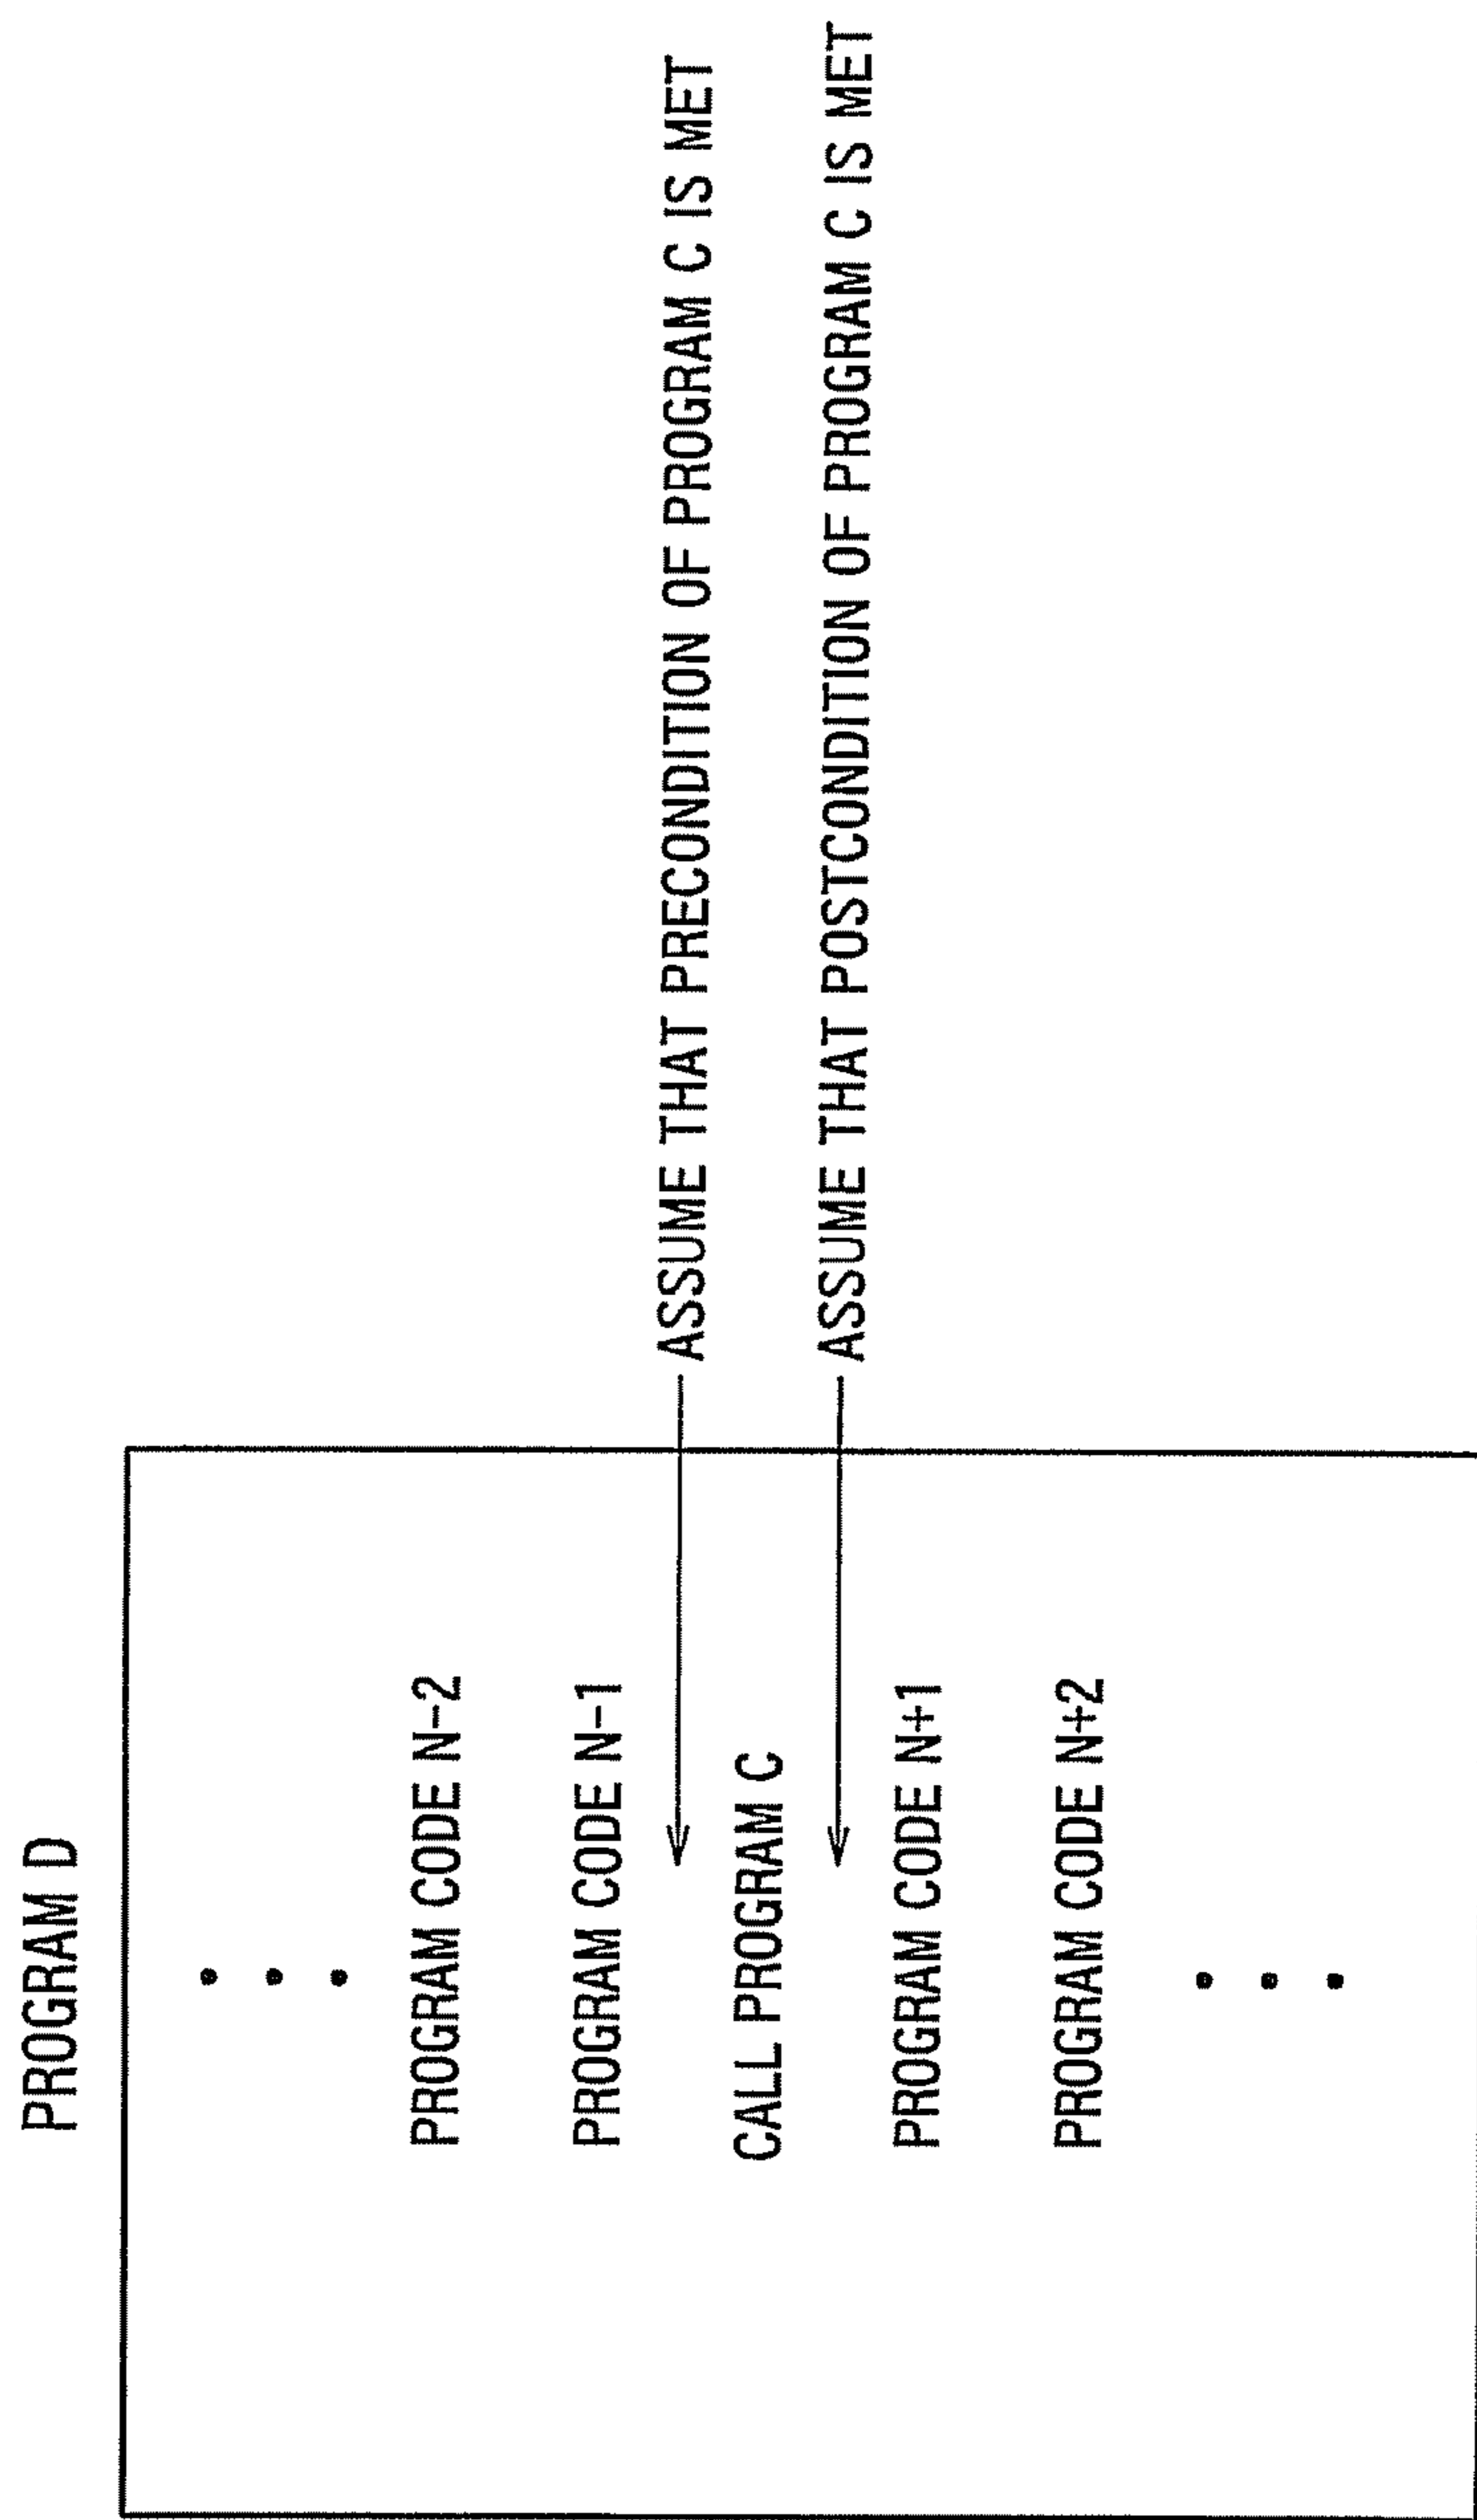 PROGRAM D
PROGRAM CODE N-2
PROGRAM CODE N-1
ASSUME THAT PRECONDITION OF PROGRAM C IS MET
CALL PROGRAM C
ASSUME THAT POSTCONDITION OF PROGRAM C IS MET
PROGRAM CODE N+1
PROGRAM CODE N+2